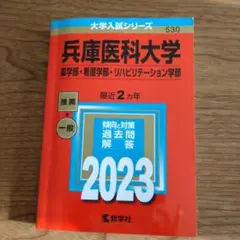 大学入試シリーズ
530
兵庫医科大学
薬学部・看護学部・リハビリテーション学部
最近2カ年
推薦
一般
傾向と対策
過去問
解答
2023
教学社